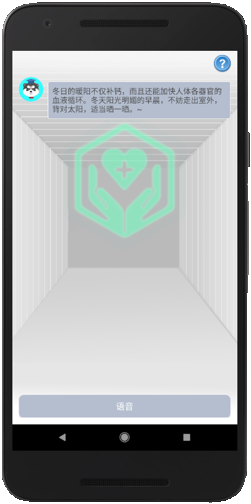 ?
冬日的暖阳不仅补钙，而且还能加快人体各器官的
血液循环。冬天阳光明媚的早晨，不妨走出室外，
背对太阳，适当晒一晒。~
语音